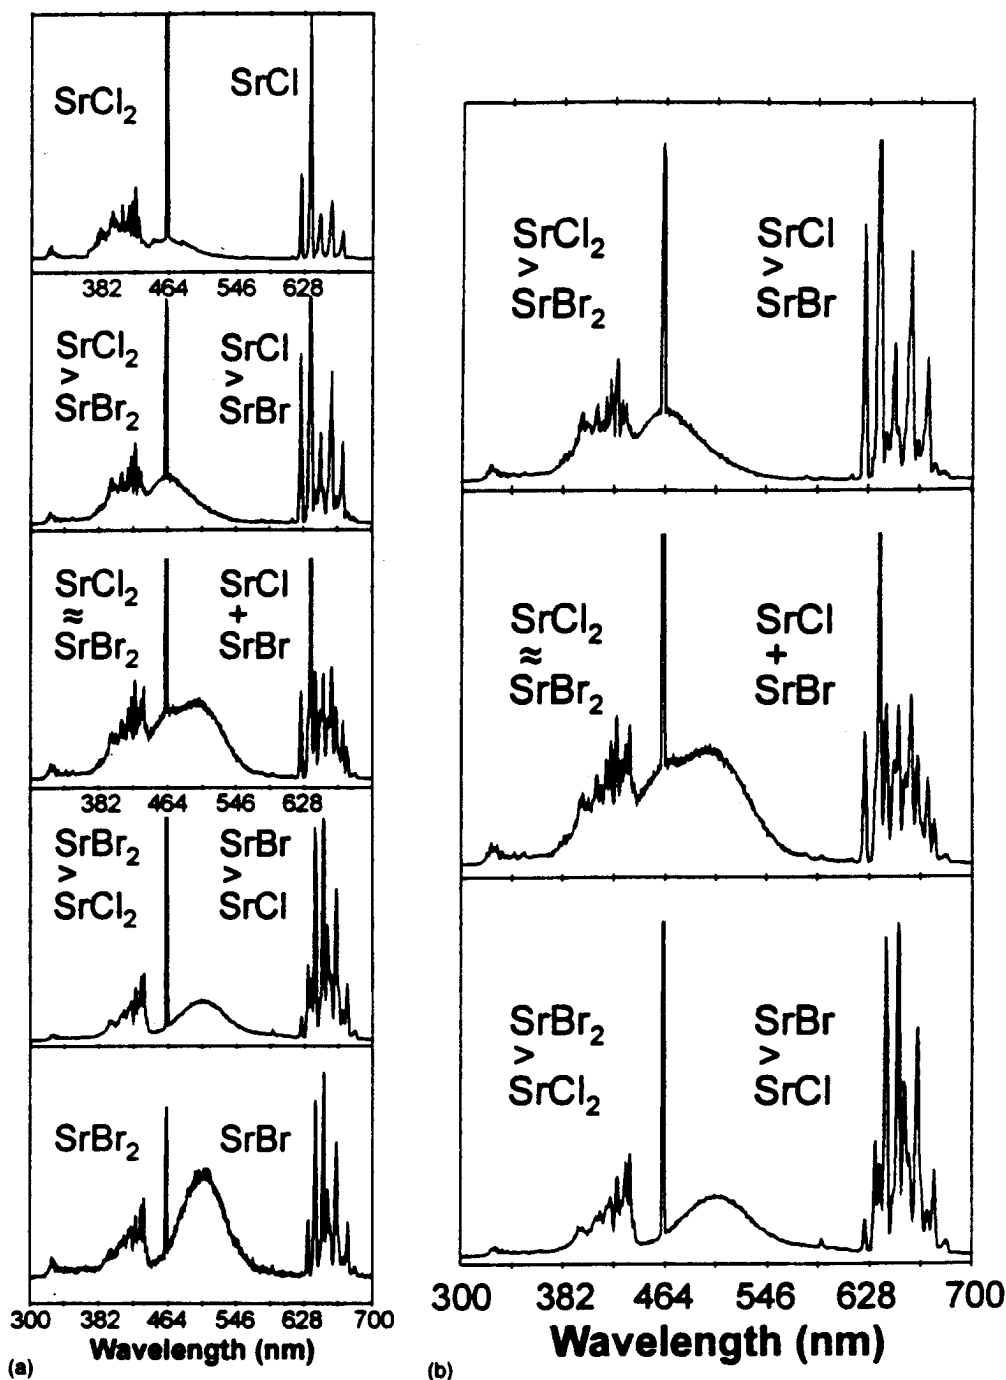 SrCl2 SrCl
382 464 546 628
SrCl2 SrCl
> >
SrBr2 SrBr
SrCl2 SrCl
≈ +
SrBr2 SrBr
382 464 546 628
SrBr2 SrBr
> >
SrCl2 SrCl
SrBr2 SrBr
300 382 464 546 628 700
Wavelength (nm)
(a)
SrCl2 SrCl
> >
SrBr2 SrBr
SrCl2 SrCl
≈ +
SrBr2 SrBr
SrBr2 SrBr
> >
SrCl2 SrCl
300 382 464 546 628 700
Wavelength (nm)
(b)